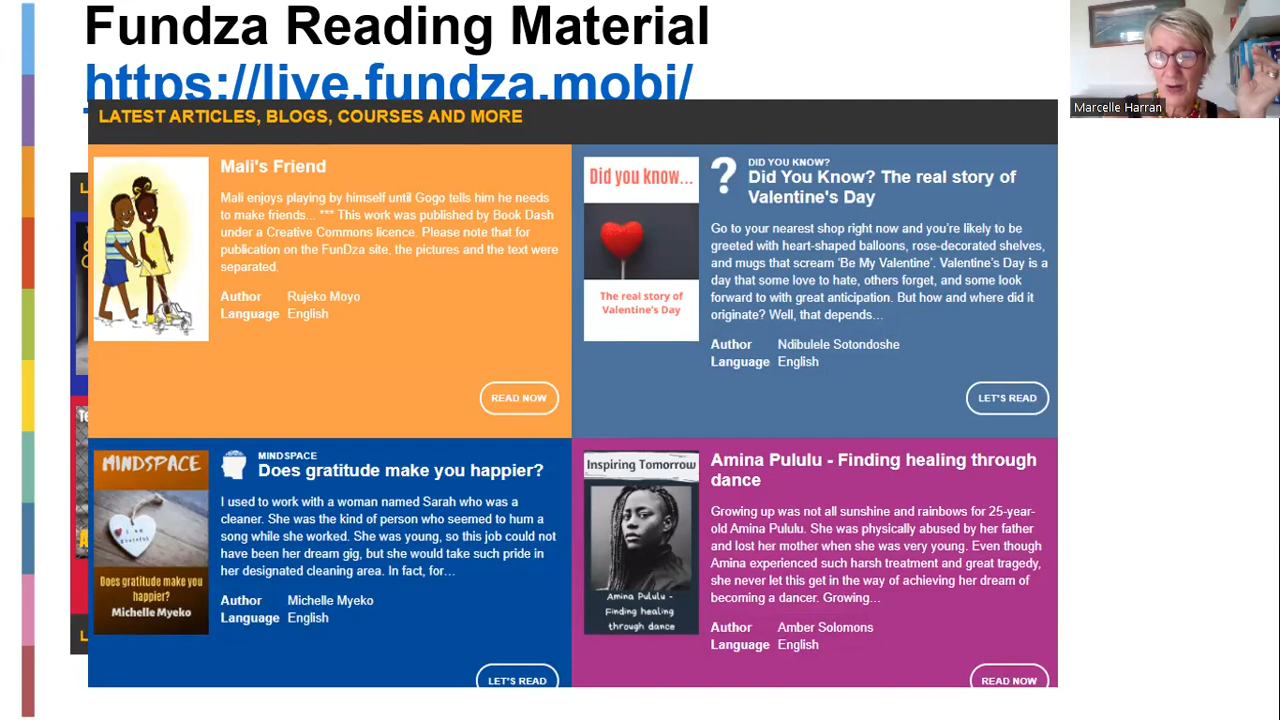 Fundza Reading Material
https://live.fundza.mobi/
LATEST ARTICLES, BLOGS, COURSES AND MORE
Mali's Friend
Mali enjoys playing by himself until Gogo tells him he needs
to make friends... *** This work was published by Book Dash
under a Creative Commons licence. Please note that for
publication on the FunDza site, the pictures and the text were
separated.
Author Rujeko Moyo
Language English
READ NOW
Did you know...
The real story of
Valentine's Day
?
DID YOU KNOW?
Did You Know? The real story of
Valentine's Day
Go to your nearest shop right now and you're likely to be
greeted with heart-shaped balloons, rose-decorated shelves,
and mugs that scream 'Be My Valentine'. Valentine's Day is a
day that some love to hate, others forget, and some look
forward to with great anticipation. But how and where did it
originate? Well, that depends…
Author Ndibulele Sotondoshe
Language English
LET'S READ
MINDSPACE
I am
grateful
Does gratitude make you
happier?
Michelle Myeko
MINDSPACE
Does gratitude make you happier?
I used to work with a woman named Sarah who was a
cleaner. She was the kind of person who seemed to hum a
song while she worked. She was young, so this job could not
have been her dream gig, but she would take such pride in
her designated cleaning area. In fact, for…
Author Michelle Myeko
Language English
LET'S READ
Inspiring Tomorrow
Amina Pululu -
Finding healing
through dance
Amina Pululu - Finding healing through
dance
Growing up was not all sunshine and rainbows for 25-year-
old Amina Pululu. She was physically abused by her father
and lost her mother when she was very young. Even though
Amina experienced such harsh treatment and great tragedy,
she never let this get in the way of achieving her dream of
becoming a dancer. Growing…
Author Amber Solomons
Language English
READ NOW
Marcelle Harran